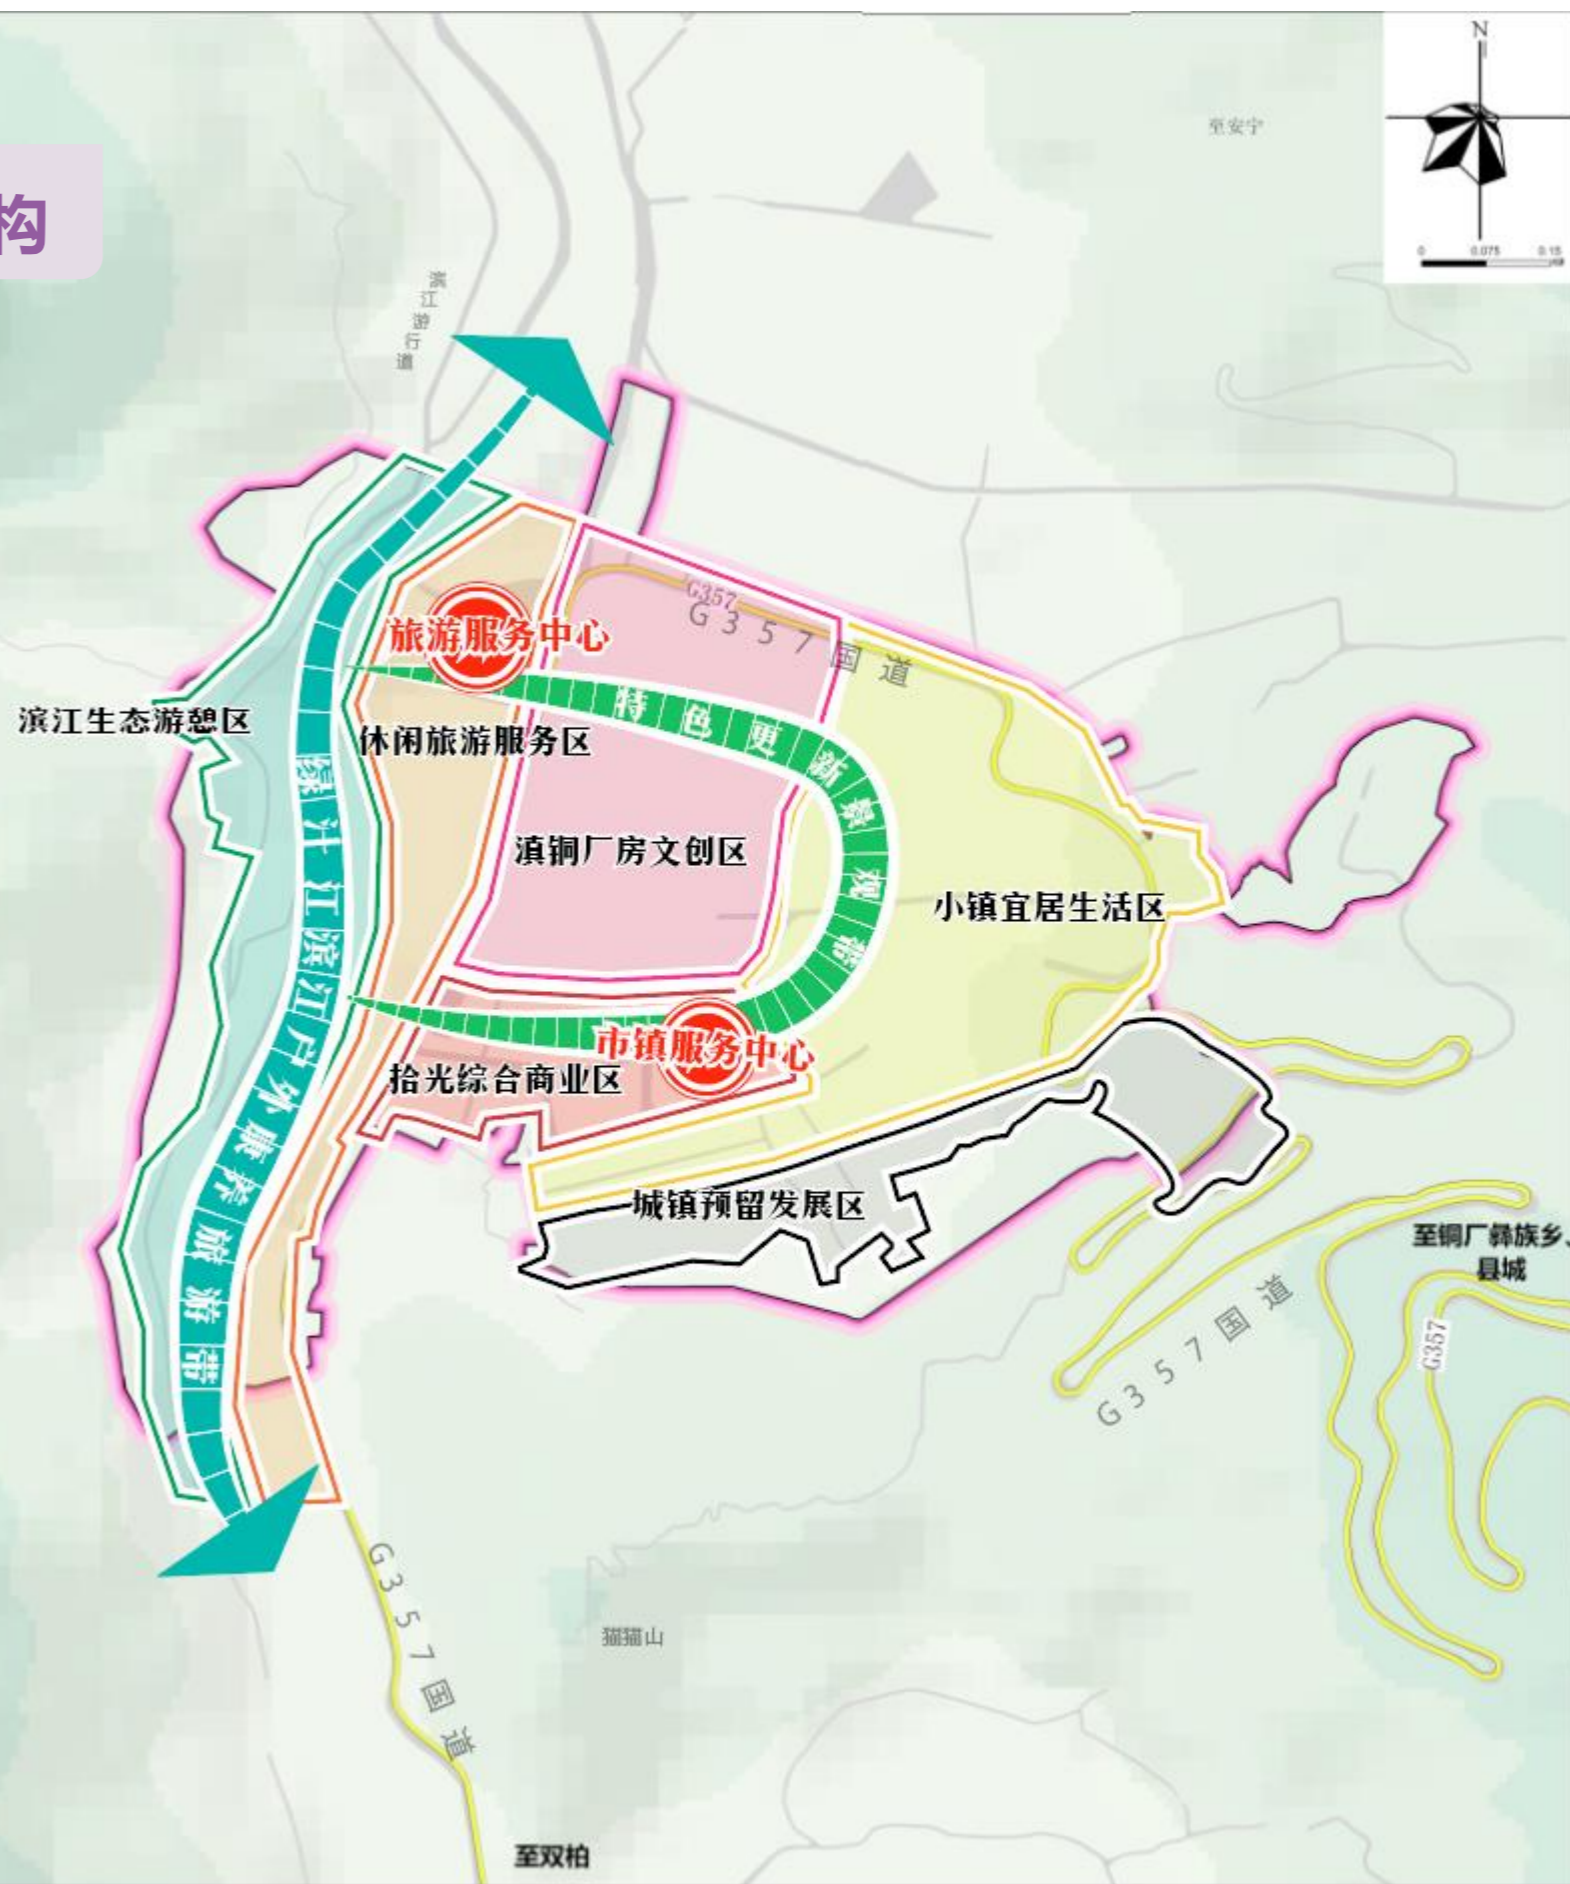 N
至安宁
0 0.075 0.15
构
滨江游行道
G357
G357国道
旅游服务中心
特色更新景观带
滨江生态游憩区
休闲旅游服务区
绿汁江滨江户外康养旅游带
滇铜厂房文创区
小镇宜居生活区
市镇服务中心
拾光综合商业区
城镇预留发展区
至铜厂彝族乡、
县城
G357国道
G357
G357国道
猫猫山
至双柏